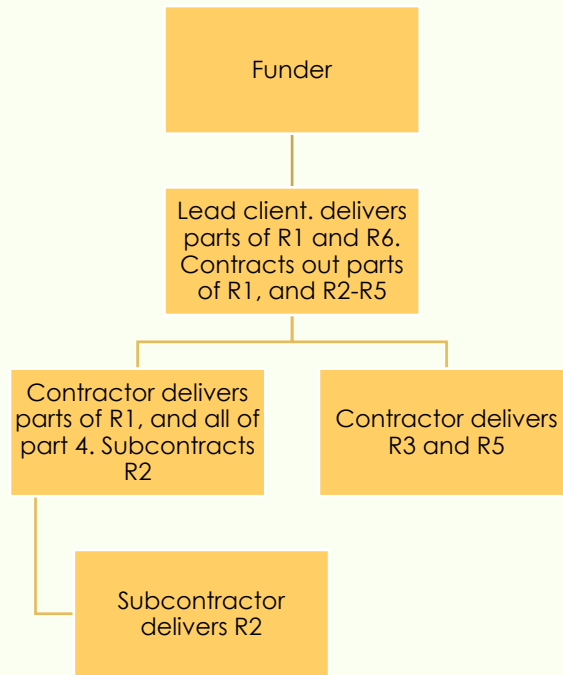 Funder
Lead client. delivers
parts of R1 and R6.
Contracts out parts
of R1, and R2-R5
Contractor delivers
parts of R1, and all of
part 4. Subcontracts
R2
Contractor delivers
R3 and R5
Subcontractor
delivers R2